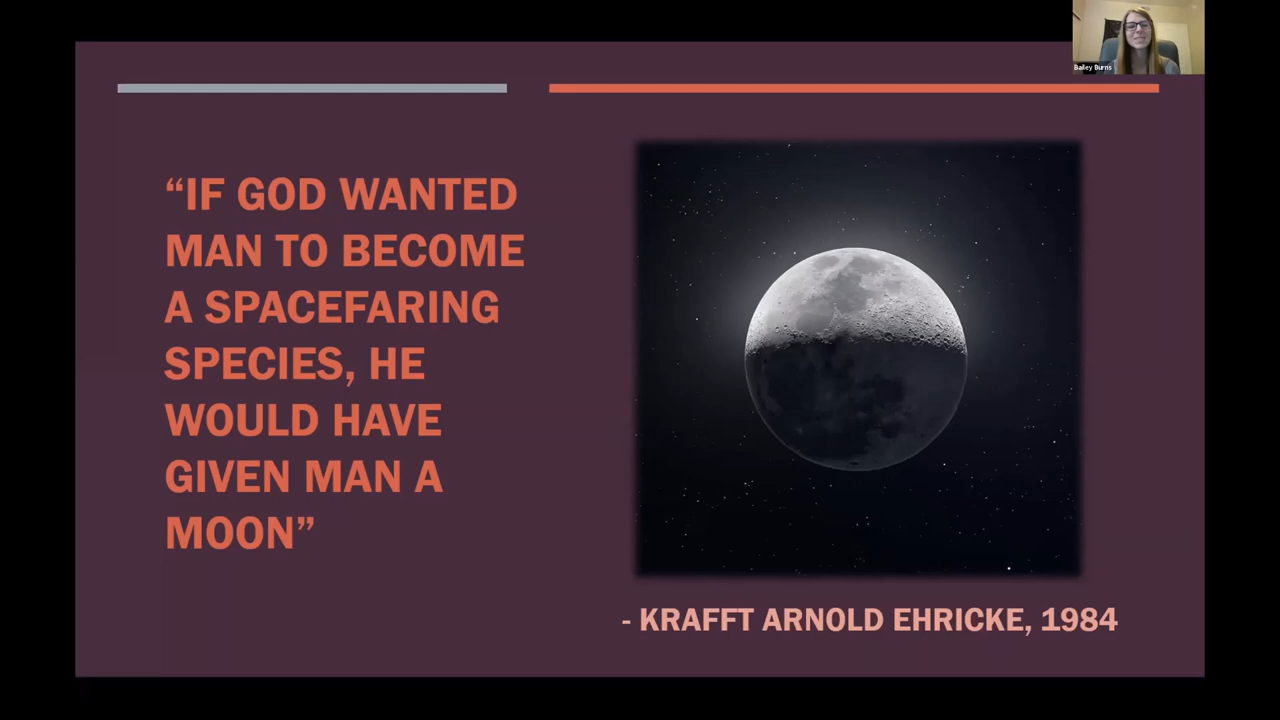 Bailey Burns
“IF GOD WANTED
MAN TO BECOME
A SPACEFARING
SPECIES, HE
WOULD HAVE
GIVEN MAN A
MOON”
- KRAFFT ARNOLD EHRICKE, 1984